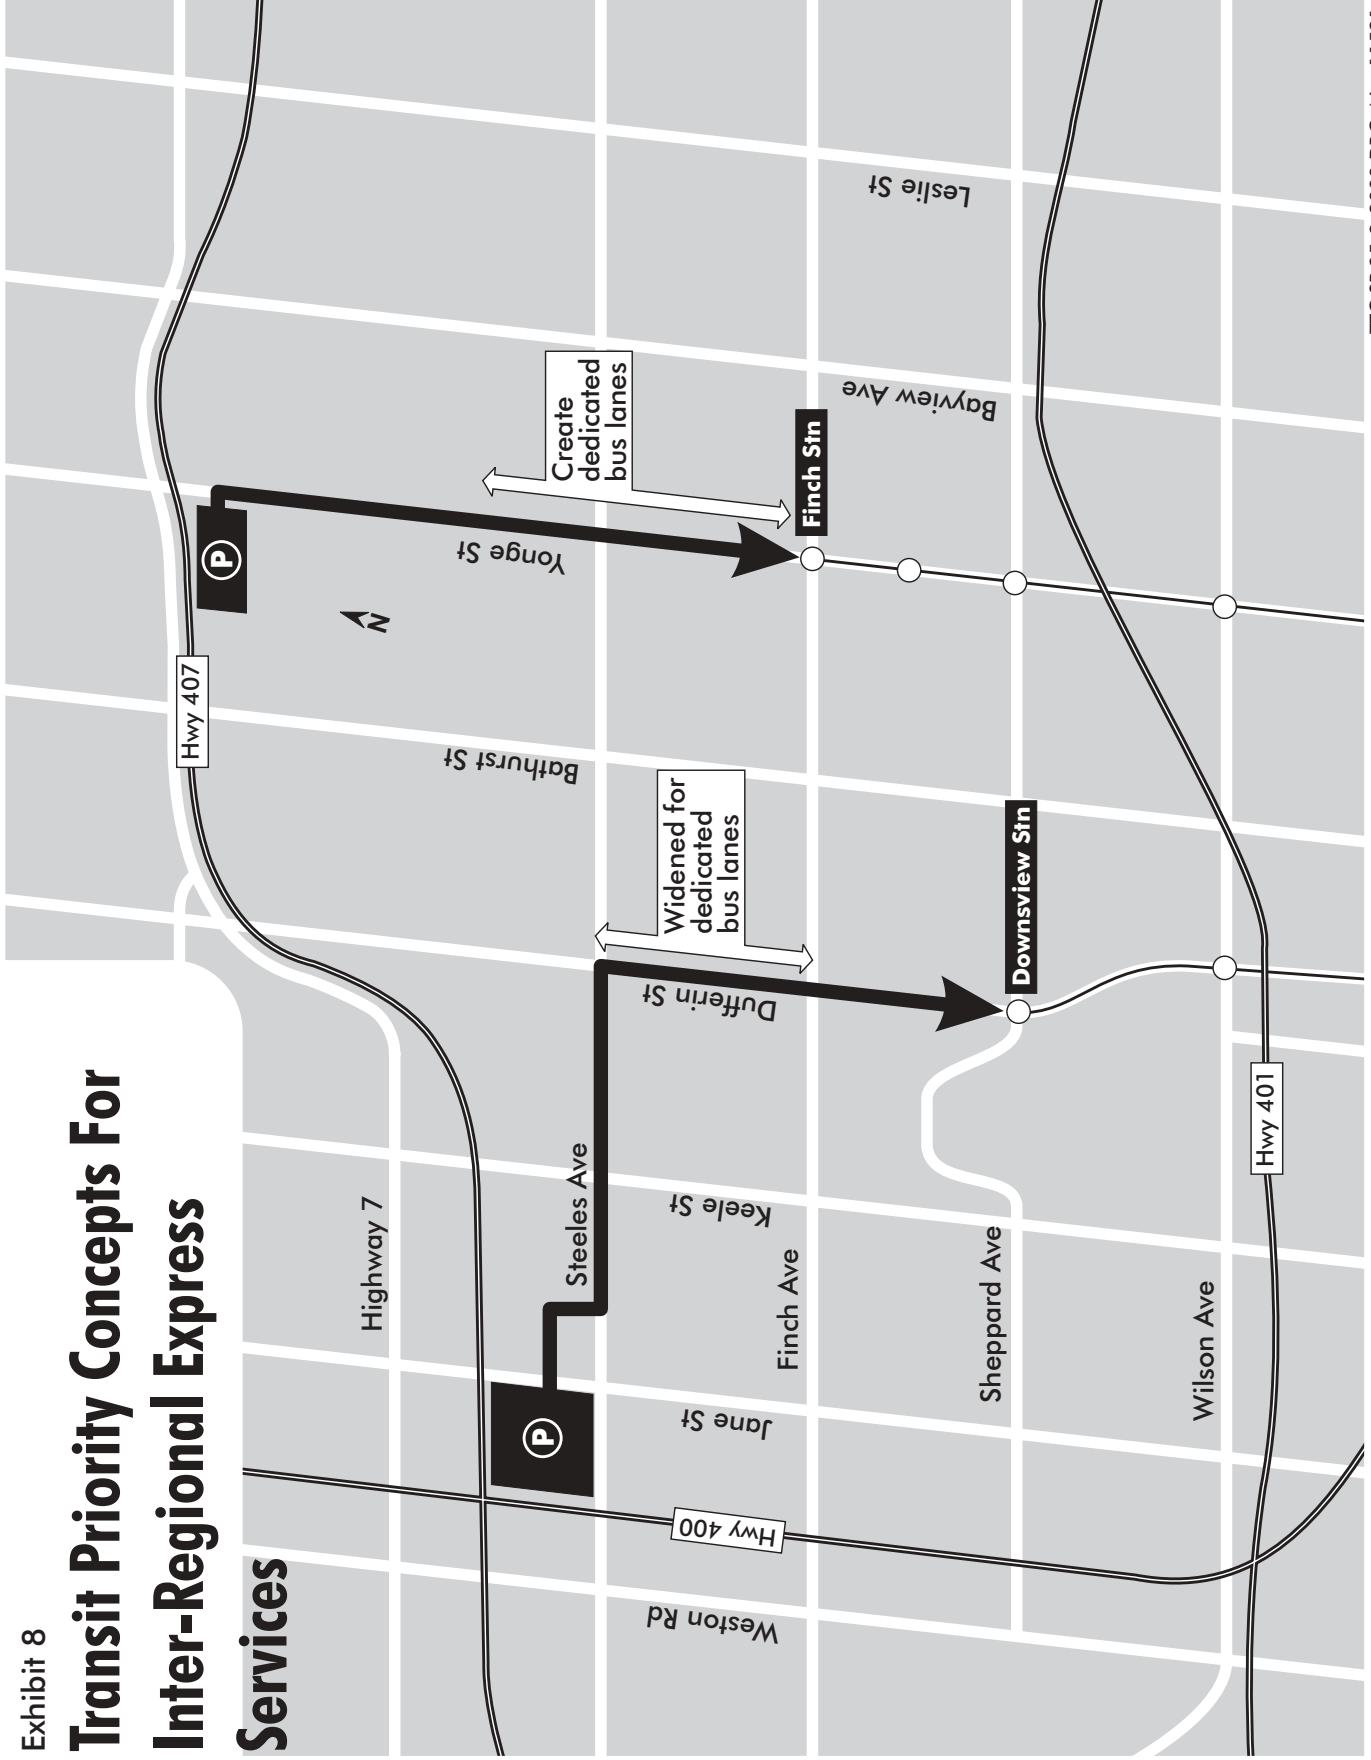 Exhibit 8
Transit Priority Concepts For
Inter-Regional Express
Services
Highway 7
Hwy 407
P
N
Yonge St
Create
dedicated
bus lanes
Finch Stn
Leslie St
Bayview Ave
Bathurst St
Widened for
dedicated
bus lanes
Dufferin St
Downsview Stn
Steeles Ave
Keele St
Finch Ave
Sheppard Ave
Wilson Ave
Hwy 401
P
Jane St
Hwy 400
Weston Rd